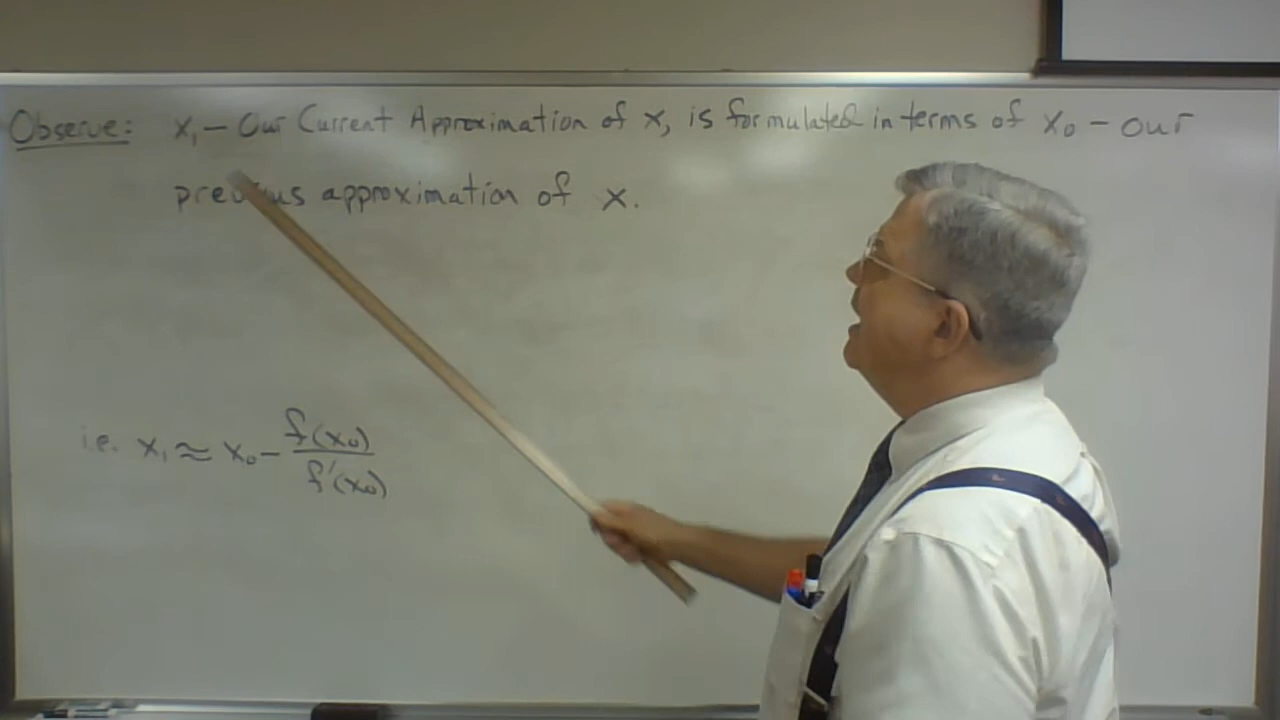 Observe: x₁ – Our Current Approximation of x, is formulated in terms of x₀ – our
previous approximation of x.
i.e. x₁ ≈ x₀ – f(x₀) / f'(x₀)